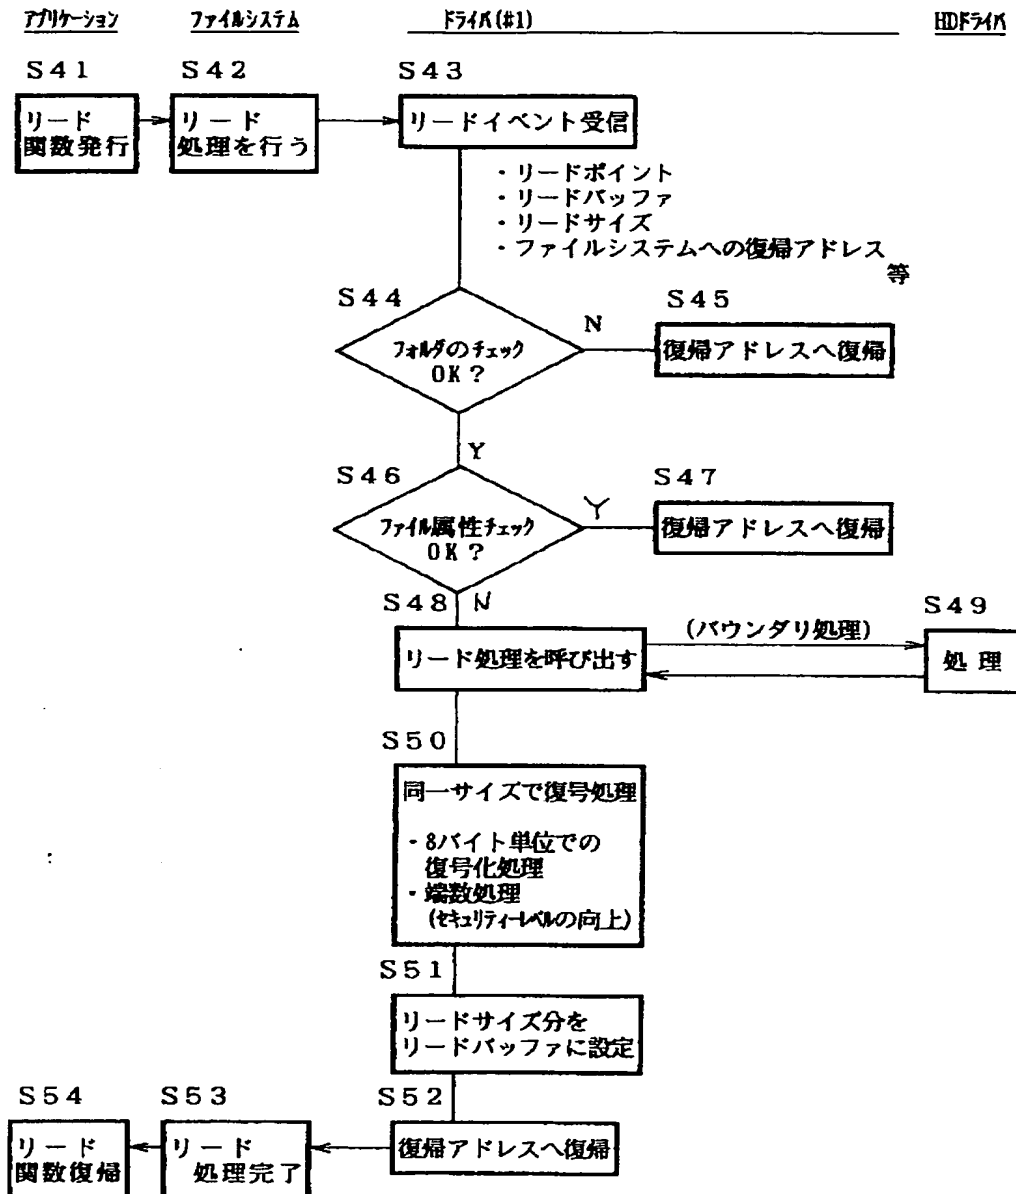 アプリケーション ファイルシステム ドライバ(#1) HDドライバ
S41 S42 S43
リード
関数発行
リード
処理を行う
リードイベント受信
・リードポイント
・リードバッファ
・リードサイズ
・ファイルシステムへの復帰アドレス
等
S44
フォルダのチェック
OK?
N
S45
復帰アドレスへ復帰
Y
S46
ファイル属性チェック
OK?
Y
S47
復帰アドレスへ復帰
N
S48
リード処理を呼び出す
(バウンダリ処理)
S49
処 理
S50
同一サイズで復号処理
・8バイト単位での
復号化処理
・端数処理
(セキュリティーレベルの向上)
S51
リードサイズ分を
リードバッファに設定
S54 S53 S52
リード
関数復帰
リード
処理完了
復帰アドレスへ復帰